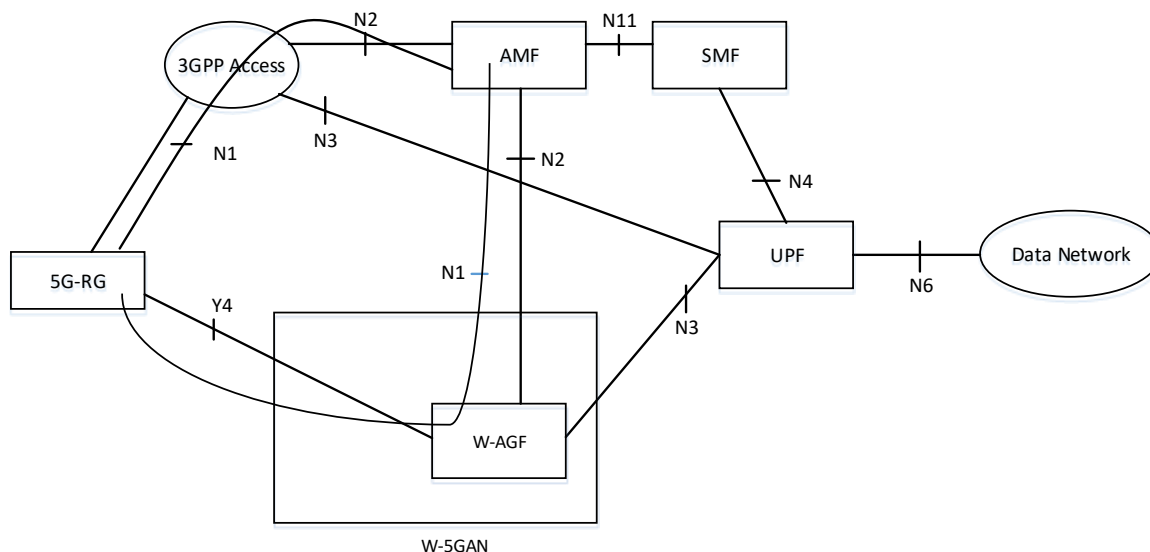 N2
N11
3GPP Access
AMF
SMF
N1
N3
N2
N4
5G-RG
N1
UPF
Data Network
Y4
N6
N3
W-AGF
W-5GAN